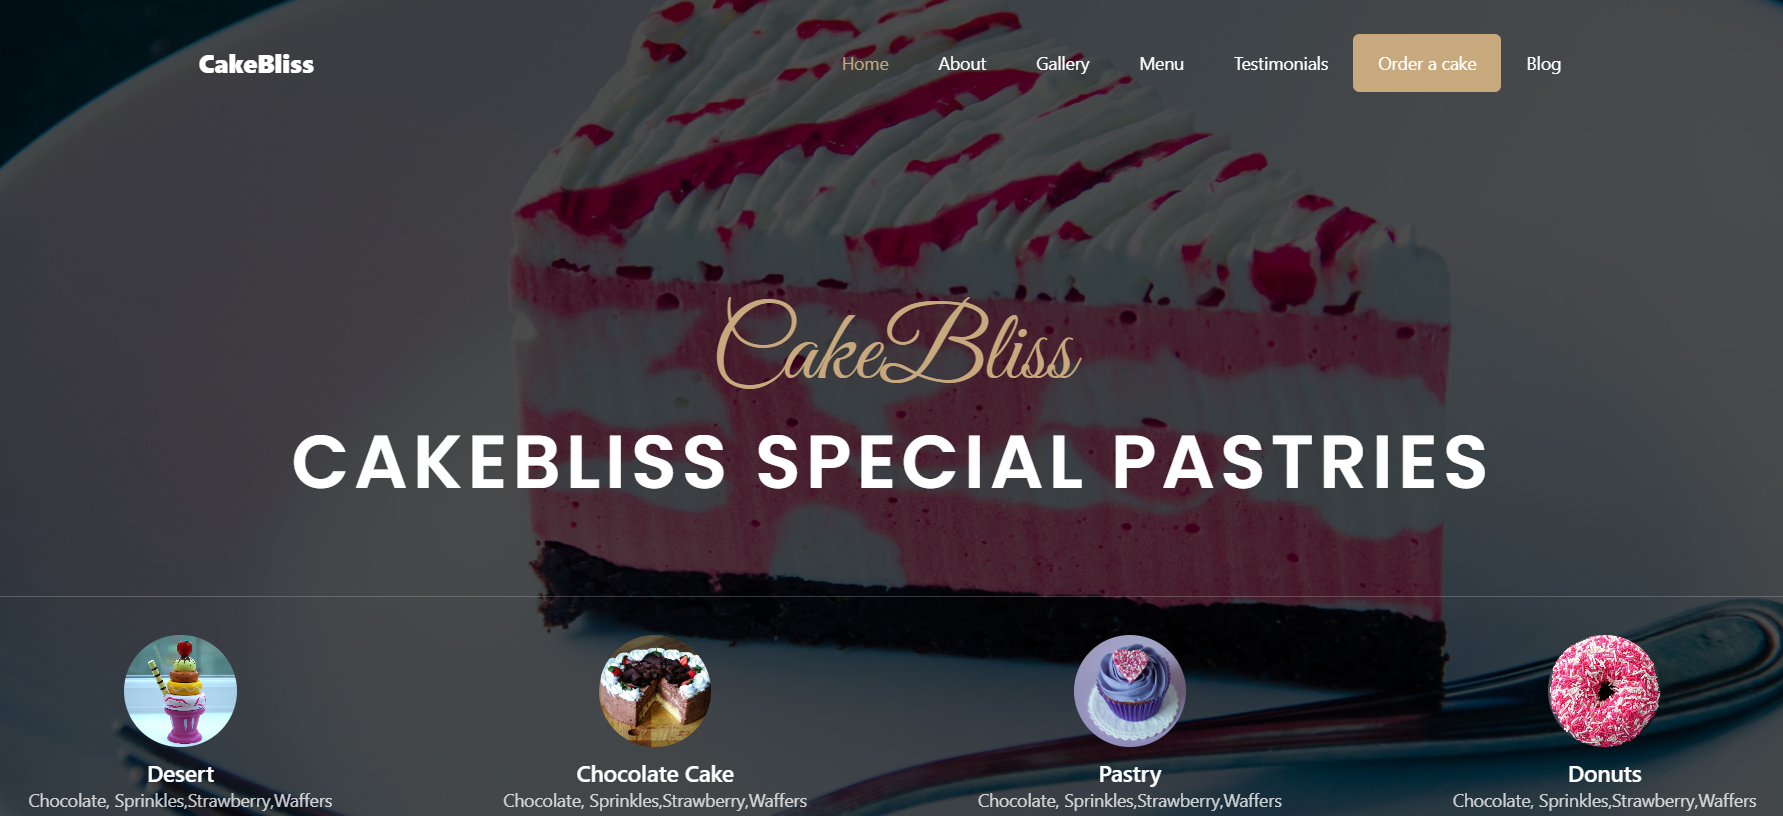 CakeBliss
Home About Gallery Menu Testimonials Order a cake Blog
CakeBliss
CAKEBLISS SPECIAL PASTRIES
Desert
Chocolate, Sprinkles,Strawberry,Waffers
Chocolate Cake
Chocolate, Sprinkles,Strawberry,Waffers
Pastry
Chocolate, Sprinkles,Strawberry,Waffers
Donuts
Chocolate, Sprinkles,Strawberry,Waffers